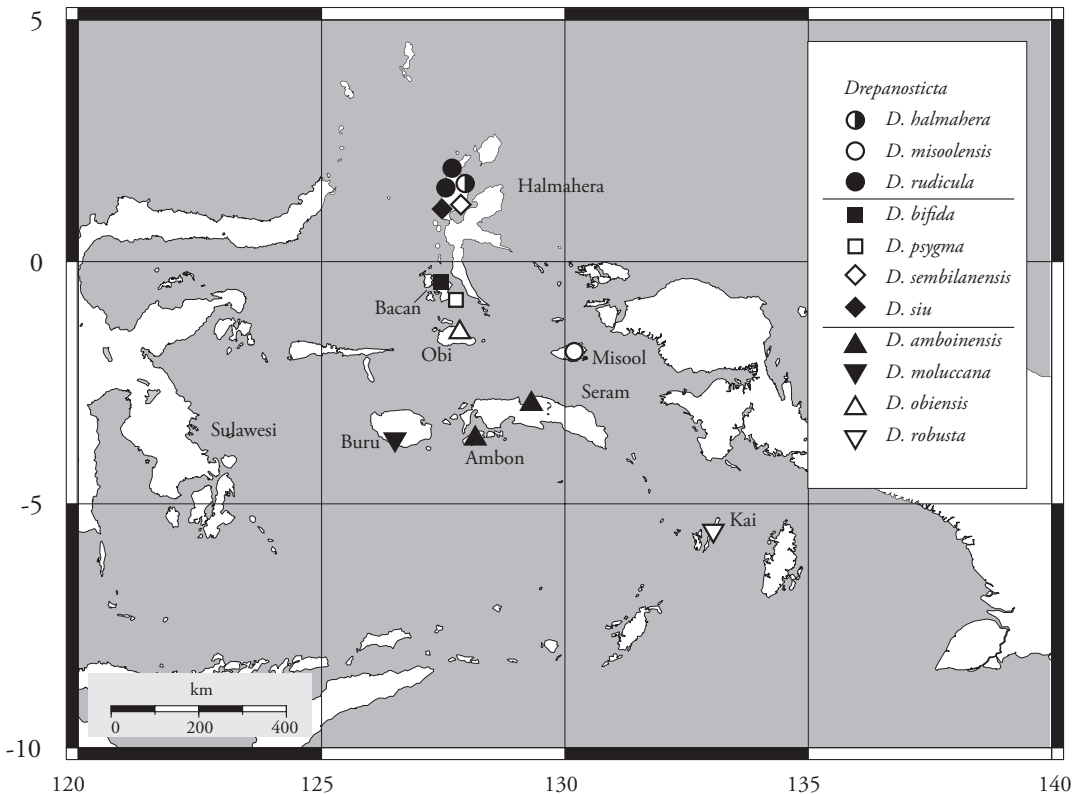 5
0
-5
-10
120
125
130
135
140
Halmahera
Bacan
Obi
Misool
Seram
?
Buru
Ambon
Sulawesi
Kai
km
0 200 400
Drepanosticta
D. halmahera
D. misoolensis
D. rudicula
D. bifida
D. psygma
D. sembilanensis
D. siu
D. amboinensis
D. moluccana
D. obiensis
D. robusta